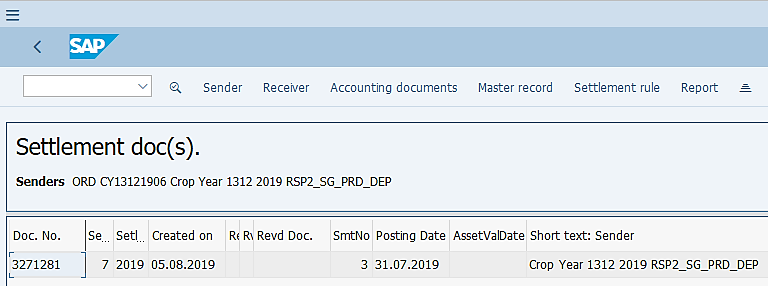 SAP
Sender Receiver Accounting documents Master record Settlement rule Report
Settlement doc(s).
Senders ORD CY13121906 Crop Year 1312 2019 RSP2_SG_PRD_DEP
Doc. No. Se... Setl... Created on Re Rv Revd Doc. SmtNo Posting Date AssetValDate Short text: Sender
3271281 7 2019 05.08.2019 3 31.07.2019 Crop Year 1312 2019 RSP2_SG_PRD_DEP